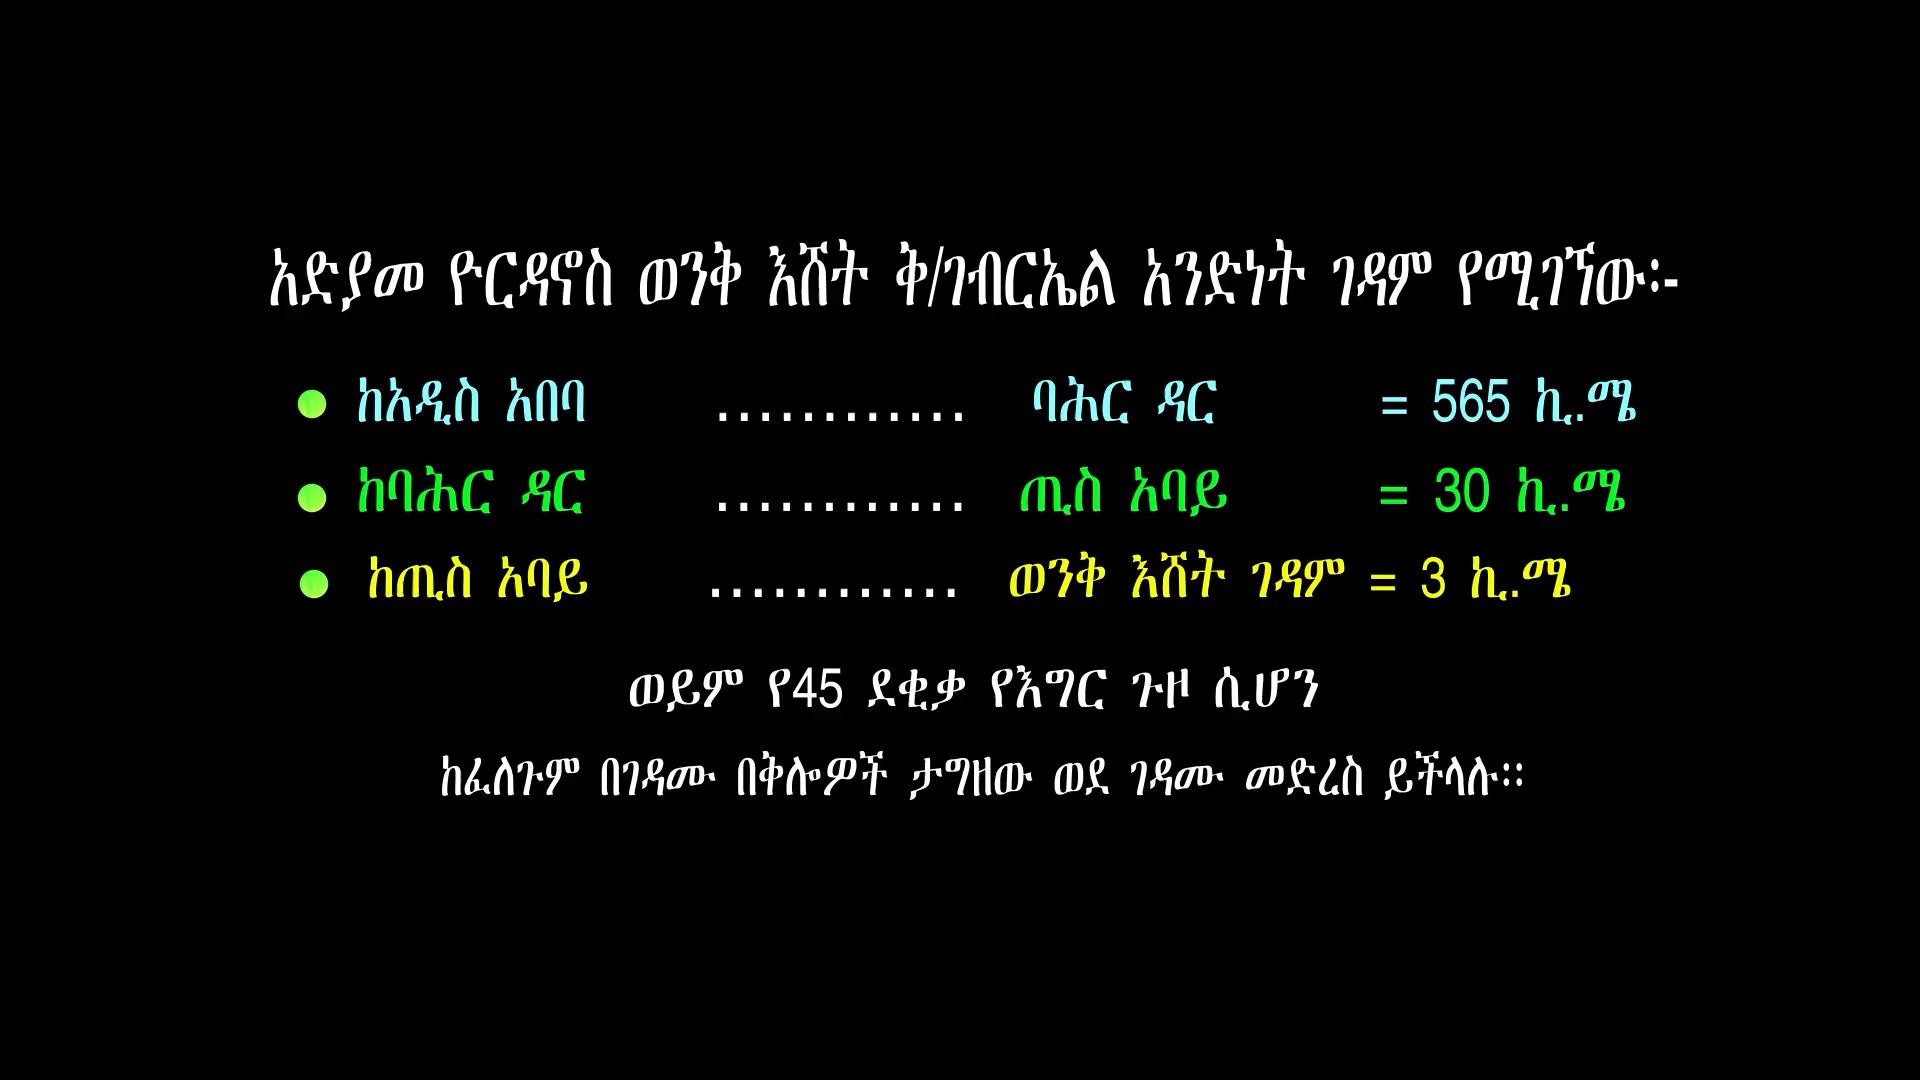 አድያመ ዮርዳኖስ ወንቅ እሸት ቅ/ገብርኤል አንድነት ገዳም የሚገኘው፡-
ከአዲስ አበባ ............ ባሕር ዳር = 565 ኪ.ሜ
ከባሕር ዳር ............ ጢስ አባይ = 30 ኪ.ሜ
ከጢስ አባይ ............ ወንቅ እሸት ገዳም = 3 ኪ.ሜ
ወይም የ45 ደቂቃ የእግር ጉዞ ሲሆን
ከፈለጉም በገዳሙ በቅሎዎች ታግዘው ወደ ገዳሙ መድረስ ይችላሉ፡፡